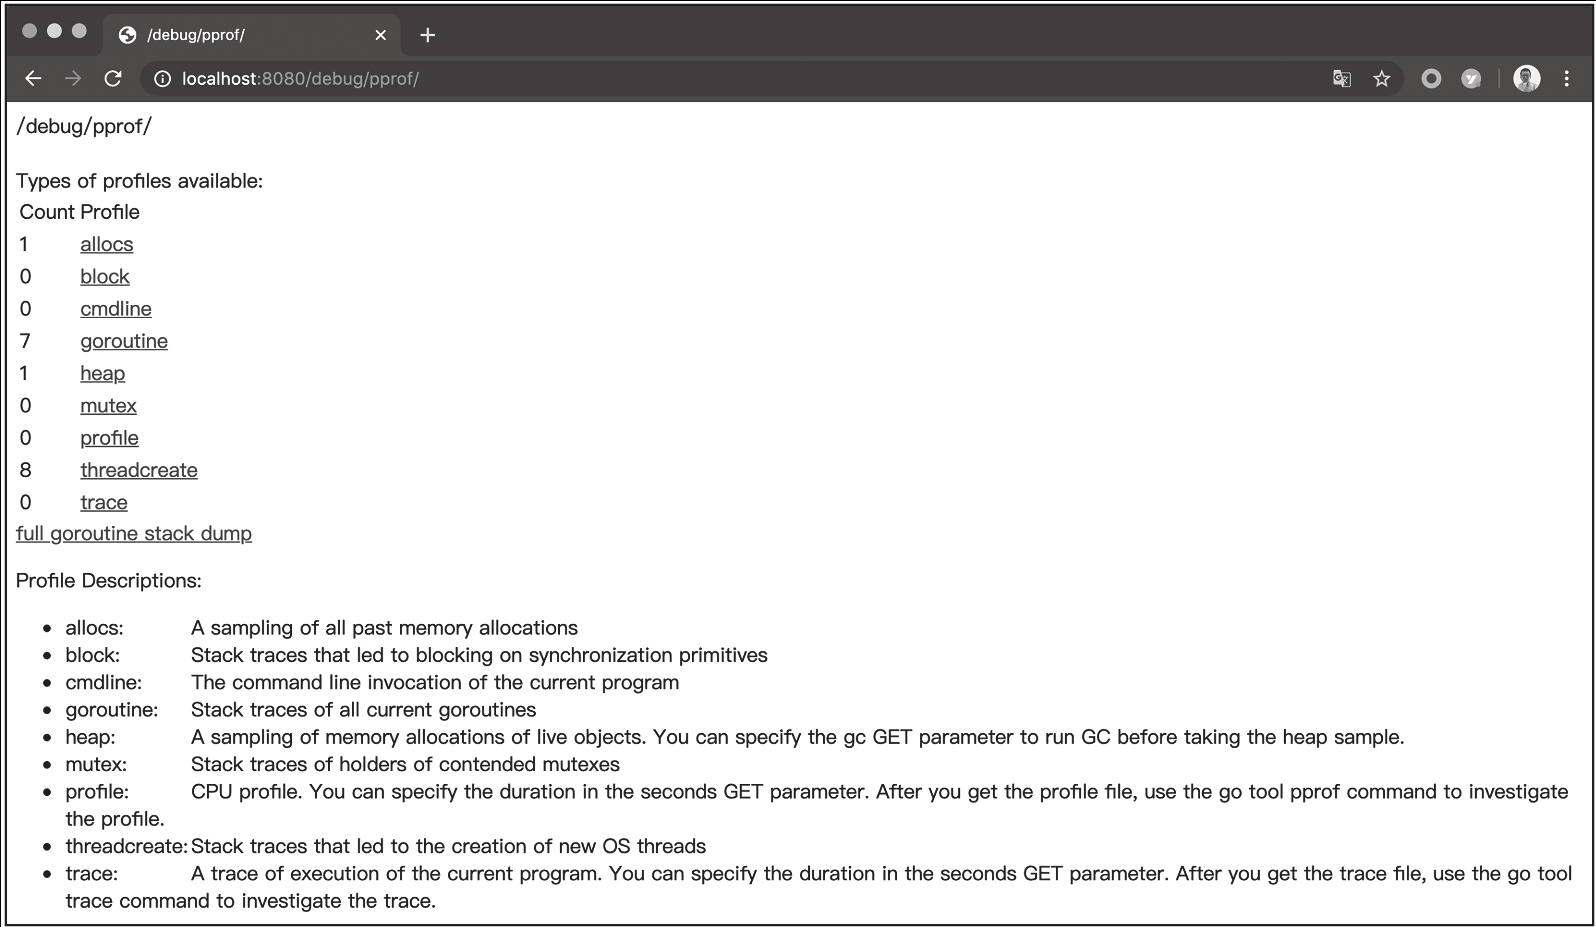 /debug/pprof/
localhost:8080/debug/pprof/
/debug/pprof/
Types of profiles available:
Count Profile
1 allocs
0 block
0 cmdline
7 goroutine
1 heap
0 mutex
0 profile
8 threadcreate
0 trace
full goroutine stack dump
Profile Descriptions:
• allocs: A sampling of all past memory allocations
• block: Stack traces that led to blocking on synchronization primitives
• cmdline: The command line invocation of the current program
• goroutine: Stack traces of all current goroutines
• heap: A sampling of memory allocations of live objects. You can specify the gc GET parameter to run GC before taking the heap sample.
• mutex: Stack traces of holders of contended mutexes
• profile: CPU profile. You can specify the duration in the seconds GET parameter. After you get the profile file, use the go tool pprof command to investigate
the profile.
• threadcreate: Stack traces that led to the creation of new OS threads
• trace: A trace of execution of the current program. You can specify the duration in the seconds GET parameter. After you get the trace file, use the go tool
trace command to investigate the trace.